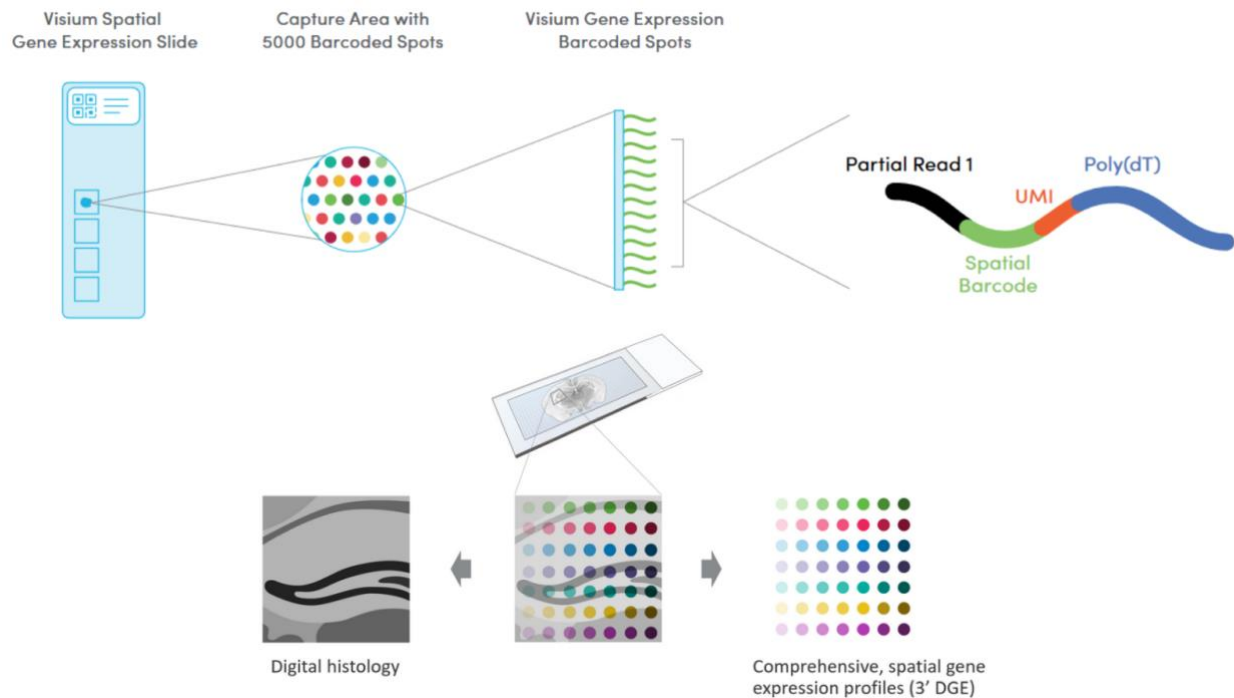 Visium Spatial
Gene Expression Slide
Capture Area with
5000 Barcoded Spots
Visium Gene Expression
Barcoded Spots
Partial Read 1
Poly(dT)
UMI
Spatial
Barcode
Digital histology
Comprehensive, spatial gene
expression profiles (3’ DGE)